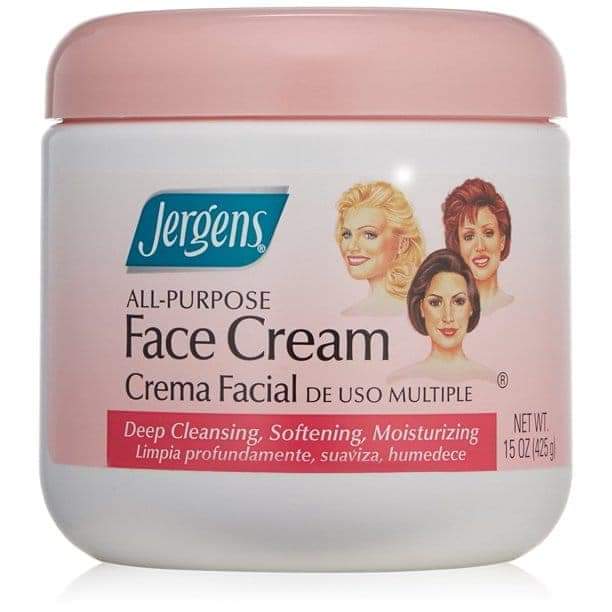 Jergens®
ALL-PURPOSE
Face Cream
Crema Facial DE USO MULTIPLE ®
Deep Cleansing, Softening, Moisturizing
Limpia profundamente, suaviza, humedece
NET WT.
15 OZ (425 g)